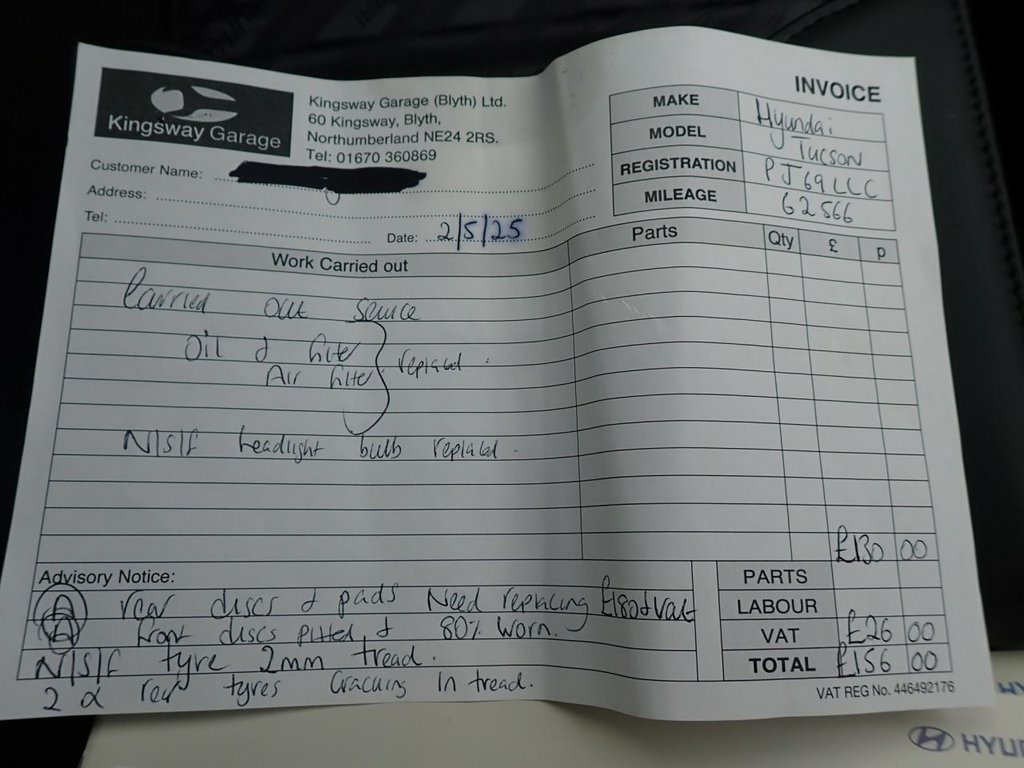 INVOICE
Kingsway Garage
Kingsway Garage (Blyth) Ltd.
60 Kingsway, Blyth,
Northumberland NE24 2RS.
Tel: 01670 360869
MAKE Hyundai
MODEL Tucson
REGISTRATION PJ69LCC
MILEAGE 62566
Customer Name:
Address:
Tel: Date: 2/5/25
Work Carried out Parts Qty £ p
Carried out service
Oil & filter
Air filter replaced.
N/S/F headlight bulb replaced.
£130 00
Advisory Notice:
PARTS
A rear discs & pads Need replacing £180+vat
LABOUR
A front discs pitted & 80% worn.
VAT £26 00
N/S/F tyre 2mm tread.
TOTAL £156 00
2 x rear tyres cracking in tread.
VAT REG No. 446492176
HYU